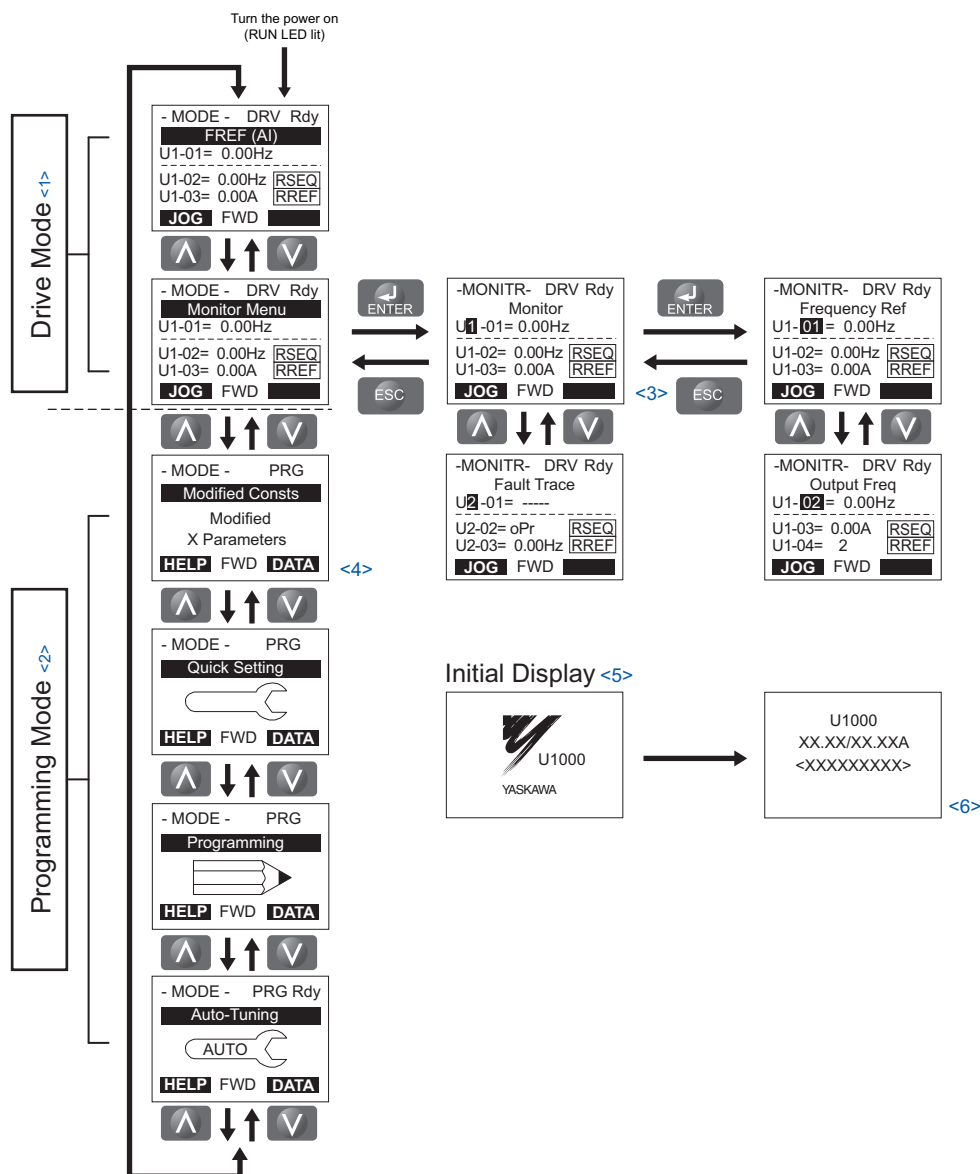 Turn the power on
(RUN LED lit)
Drive Mode <1>
- MODE - DRV Rdy
FREF (AI)
U1-01= 0.00Hz
U1-02= 0.00Hz RSEQ
U1-03= 0.00A RREF
JOG FWD
- MODE - DRV Rdy
Monitor Menu
U1-01= 0.00Hz
U1-02= 0.00Hz RSEQ
U1-03= 0.00A RREF
JOG FWD
ENTER
ESC
-MONITR- DRV Rdy
Monitor
U1 -01= 0.00Hz
U1-02= 0.00Hz RSEQ
U1-03= 0.00A RREF
JOG FWD
<3>
ENTER
ESC
-MONITR- DRV Rdy
Frequency Ref
U1- 01 = 0.00Hz
U1-02= 0.00Hz RSEQ
U1-03= 0.00A RREF
JOG FWD
-MONITR- DRV Rdy
Fault Trace
U2 -01= -----
U2-02= oPr RSEQ
U2-03= 0.00Hz RREF
JOG FWD
-MONITR- DRV Rdy
Output Freq
U1- 02 = 0.00Hz
U1-03= 0.00A RSEQ
U1-04= 2 RREF
JOG FWD
Programming Mode <2>
- MODE - PRG
Modified Consts
Modified
X Parameters
HELP FWD DATA
<4>
- MODE - PRG
Quick Setting
HELP FWD DATA
- MODE - PRG
Programming
HELP FWD DATA
- MODE - PRG Rdy
Auto-Tuning
AUTO
HELP FWD DATA
Initial Display <5>
U1000
YASKAWA
U1000
XX.XX/XX.XXA
<XXXXXXXXX>
<6>